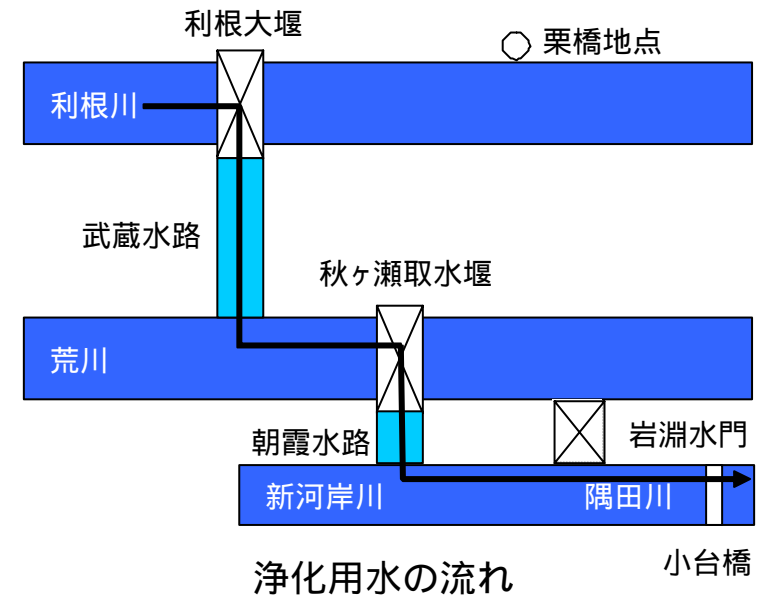 利根大堰
栗橋地点
利根川
武蔵水路
秋ヶ瀬取水堰
荒川
朝霞水路
岩淵水門
新河岸川
隅田川
小台橋
浄化用水の流れ